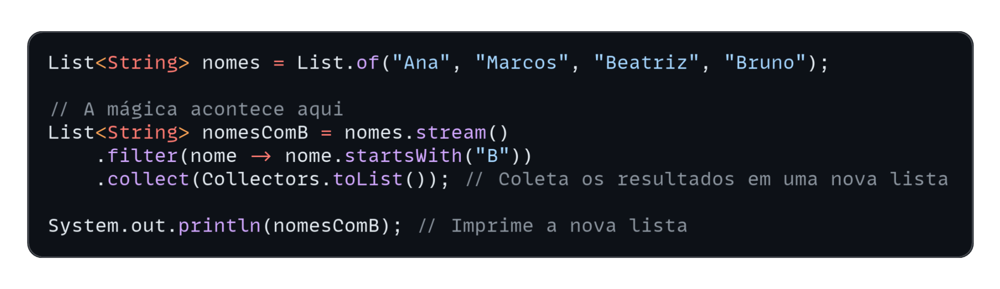 List<String> nomes = List.of("Ana", "Marcos", "Beatriz", "Bruno");
// A mágica acontece aqui
List<String> nomesComB = nomes.stream()
    .filter(nome -> nome.startsWith("B"))
    .collect(Collectors.toList()); // Coleta os resultados em uma nova lista
System.out.println(nomesComB); // Imprime a nova lista